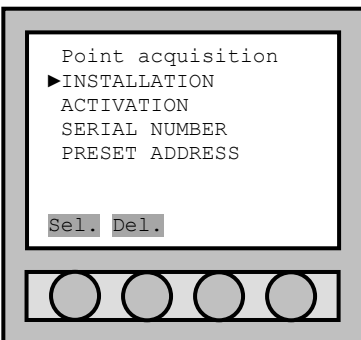 Point acquisition
►INSTALLATION
ACTIVATION
SERIAL NUMBER
PRESET ADDRESS
Sel. Del.